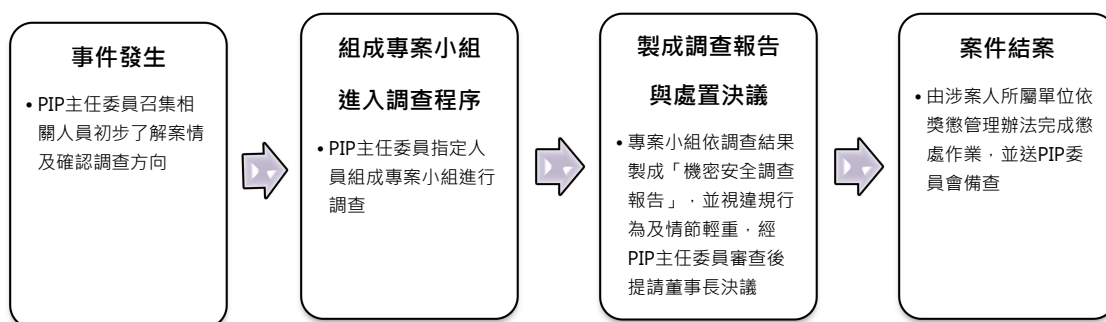 事件發生
• PIP主任委員召集相
關人員初步了解案情
及確認調查方向
組成專案小組
進入調查程序
• PIP主任委員指定人
員組成專案小組進行
調查
製成調查報告
與處置決議
• 專案小組依調查結果
製成「機密安全調查
報告」，並視違規行
為及情節輕重，經
PIP主任委員審查後
提請董事長決議
案件結案
• 由涉案人所屬單位依
獎懲管理辦法完成懲
處作業，並送PIP委
員會備查